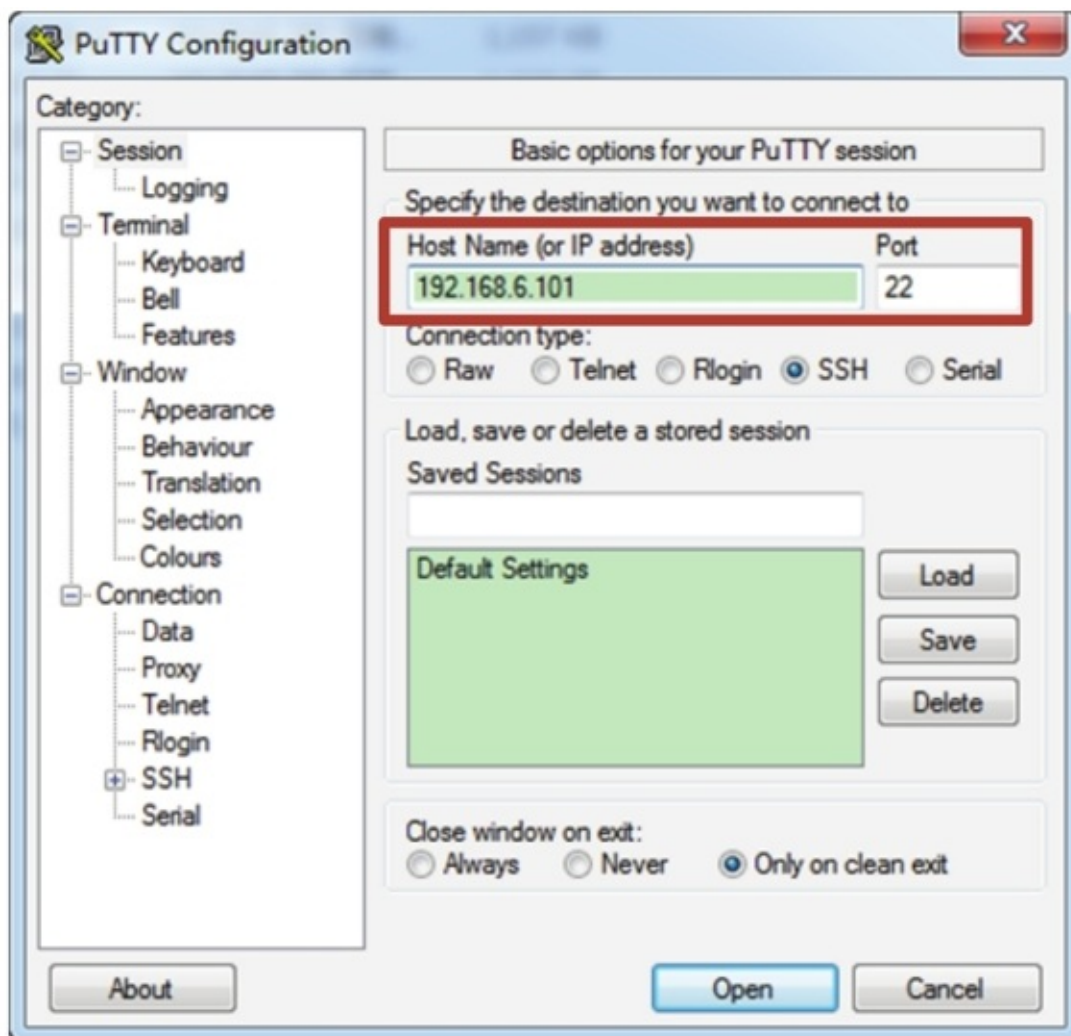 PuTTY Configuration
Category:
Session
Logging
Terminal
Keyboard
Bell
Features
Window
Appearance
Behaviour
Translation
Selection
Colours
Connection
Data
Proxy
Telnet
Rlogin
SSH
Serial
Basic options for your PuTTY session
Specify the destination you want to connect to
Host Name (or IP address) Port
192.168.6.101 22
Connection type:
Raw Telnet Rlogin SSH Serial
Load, save or delete a stored session
Saved Sessions
Default Settings
Load
Save
Delete
Close window on exit:
Always Never Only on clean exit
About Open Cancel